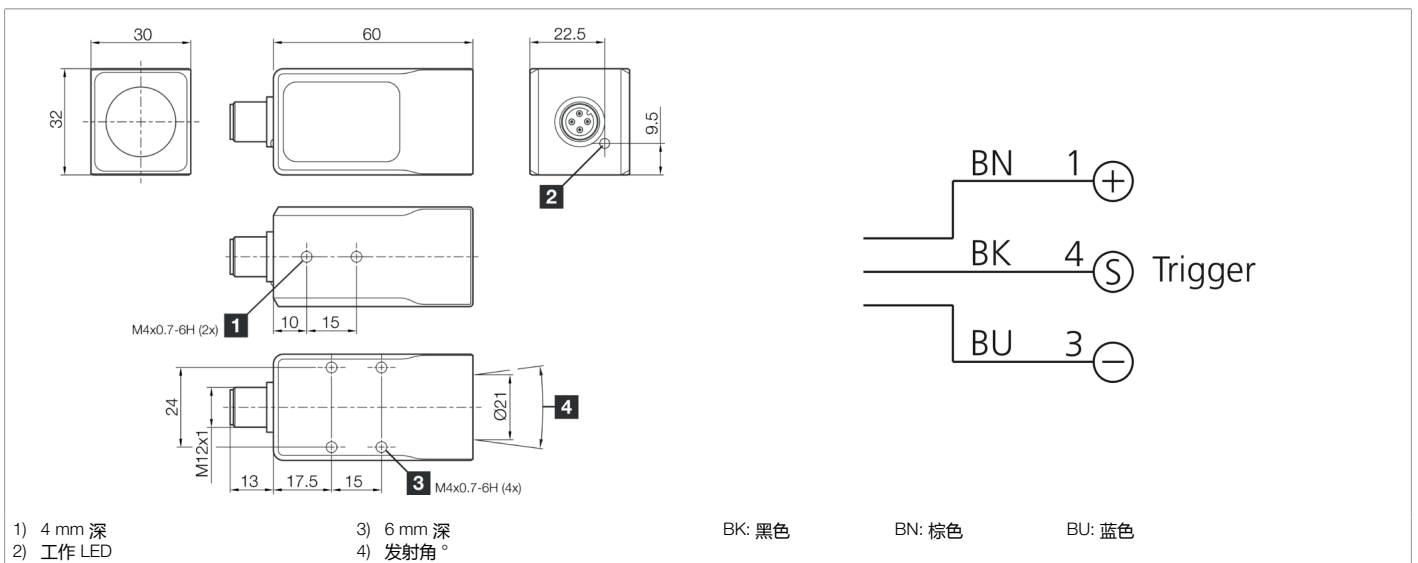 30
60
22.5
32
9.5
2
BN 1 +
BK 4 S Trigger
BU 3 −
M4x0.7-6H (2x) 1 10 15
24
M12x1
Ø21
4
13 17.5 15 3 M4x0.7-6H (4x)
1) 4 mm 深 3) 6 mm 深 BK: 黑色 BN: 棕色 BU: 蓝色
2) 工作 LED 4) 发射角 °